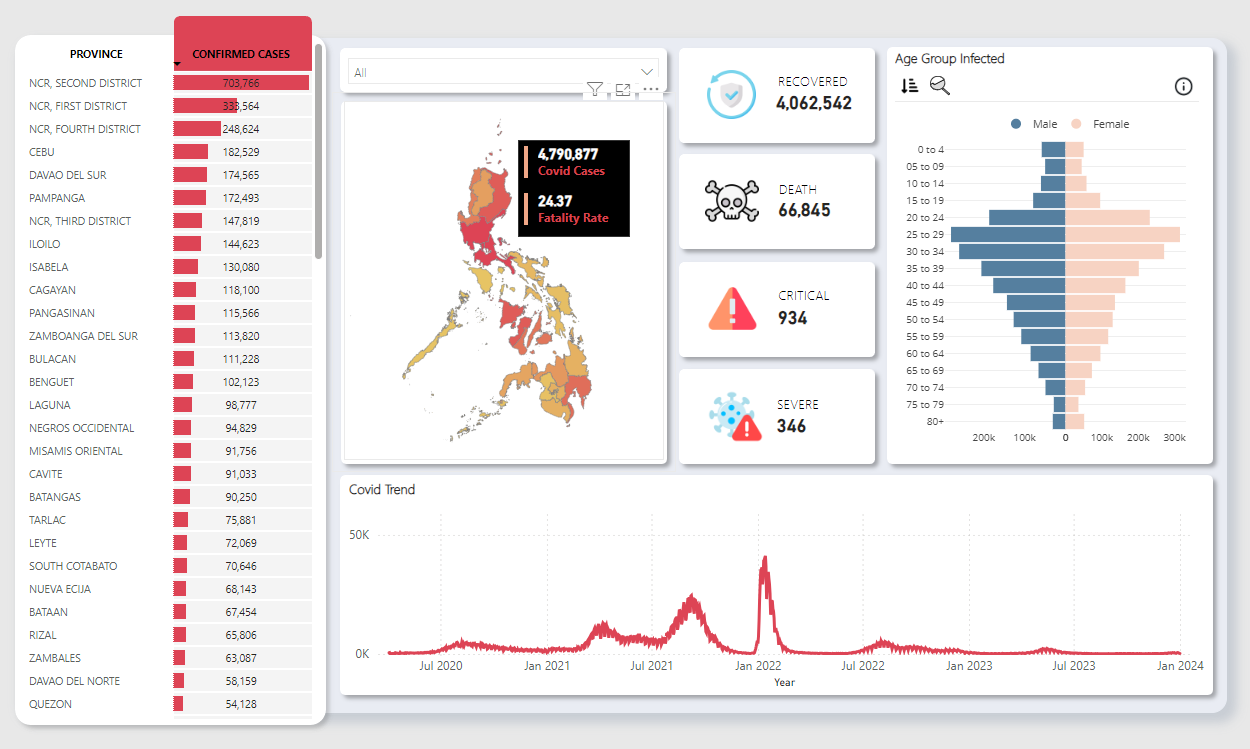 PROVINCE CONFIRMED CASES
NCR, SECOND DISTRICT 703,766
NCR, FIRST DISTRICT 333,564
NCR, FOURTH DISTRICT 248,624
CEBU 182,529
DAVAO DEL SUR 174,565
PAMPANGA 172,493
NCR, THIRD DISTRICT 147,819
ILOILO 144,623
ISABELA 130,080
CAGAYAN 118,100
PANGASINAN 115,566
ZAMBOANGA DEL SUR 113,820
BULACAN 111,228
BENGUET 102,123
LAGUNA 98,777
NEGROS OCCIDENTAL 94,829
MISAMIS ORIENTAL 91,756
CAVITE 91,033
BATANGAS 90,250
TARLAC 75,881
LEYTE 72,069
SOUTH COTABATO 70,646
NUEVA ECIJA 68,143
BATAAN 67,454
RIZAL 65,806
ZAMBALES 63,087
DAVAO DEL NORTE 58,159
QUEZON 54,128
All
4,790,877
Covid Cases
24.37
Fatality Rate
RECOVERED
4,062,542
DEATH
66,845
CRITICAL
934
SEVERE
346
Age Group Infected
Male Female
0 to 4
05 to 09
10 to 14
15 to 19
20 to 24
25 to 29
30 to 34
35 to 39
40 to 44
45 to 49
50 to 54
55 to 59
60 to 64
65 to 69
70 to 74
75 to 79
80+
200k 100k 0 100k 200k 300k
Covid Trend
50K
0K
Jul 2020 Jan 2021 Jul 2021 Jan 2022 Jul 2022 Jan 2023 Jul 2023 Jan 2024
Year